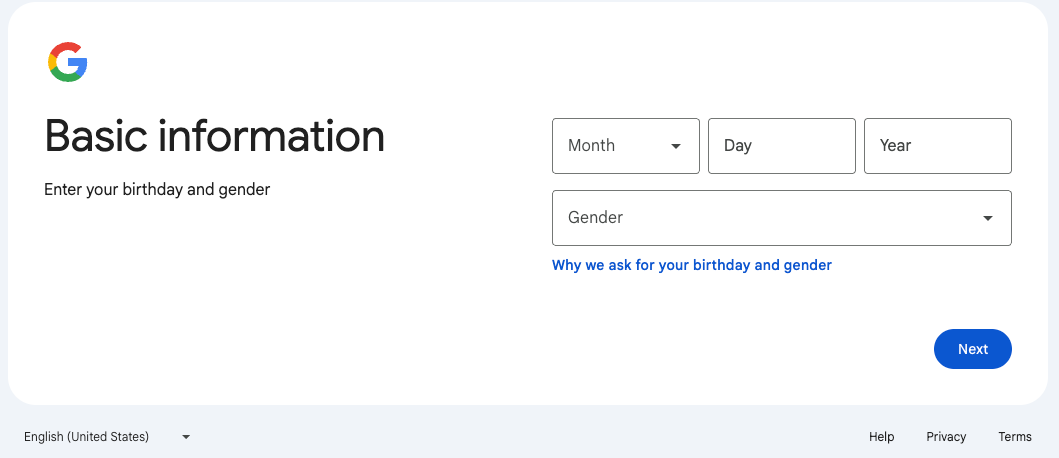 Basic information
Enter your birthday and gender
Month
Day
Year
Gender
Why we ask for your birthday and gender
Next
English (United States)
Help
Privacy
Terms